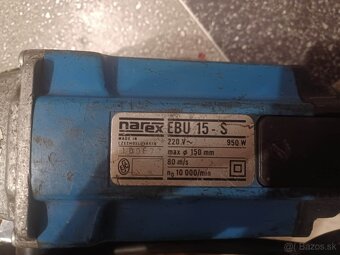 narex EBU 15-S
MADE IN
CZECHOSLOVAKIA
220 V~ 950 W
max ø 150 mm
80 m/s
n₀ 10 000/min
Bazos.sk